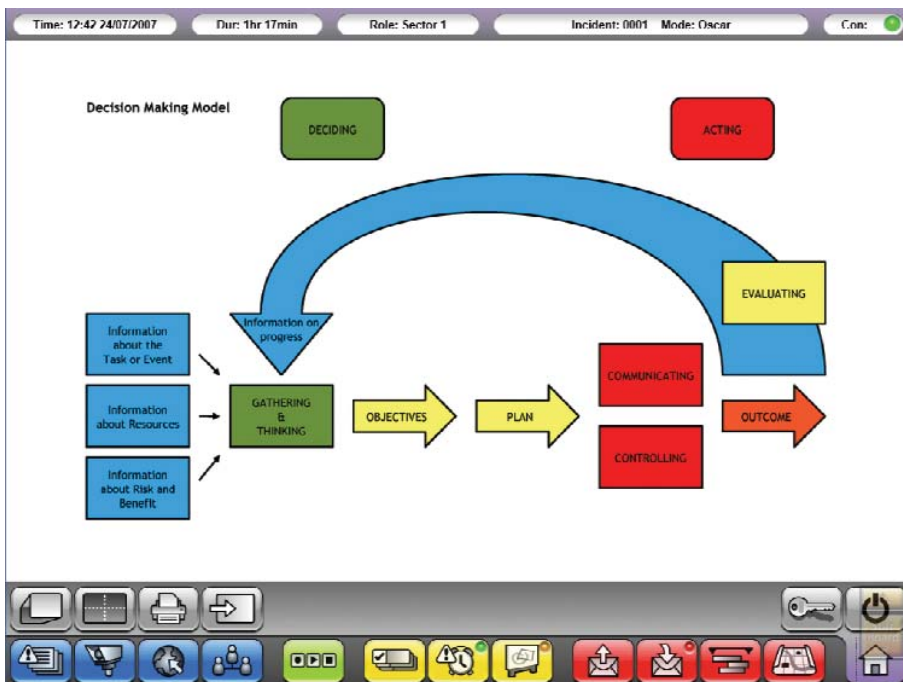 Time: 12:42 24/07/2007
Dur: 1hr 17min
Role: Sector 1
Incident: 0001 Mode: Oscar
Con:
Decision Making Model
DECIDING
ACTING
EVALUATING
Information on
progress
Information
about the
Task or Event
Information
about Resources
Information
about Risk and
Benefit
GATHERING
&
THINKING
OBJECTIVES
PLAN
COMMUNICATING
CONTROLLING
OUTCOME